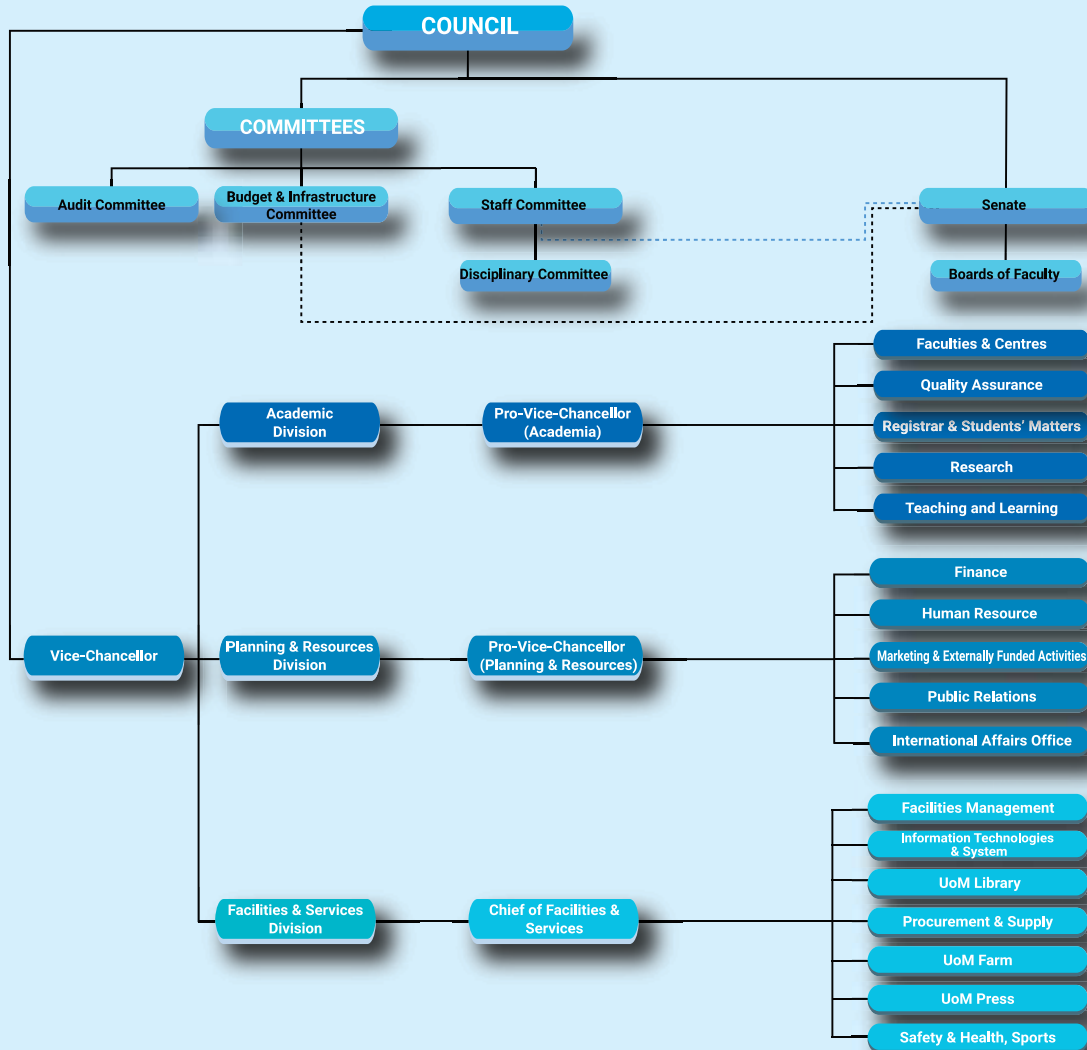 COUNCIL
COMMITTEES
Audit Committee
Budget & Infrastructure
Committee
Staff Committee
Senate
Disciplinary Committee
Boards of Faculty
Academic
Division
Pro-Vice-Chancellor
(Academia)
Faculties & Centres
Quality Assurance
Registrar & Students’ Matters
Research
Teaching and Learning
Vice-Chancellor
Planning & Resources
Division
Pro-Vice-Chancellor
(Planning & Resources)
Finance
Human Resource
Marketing & Externally Funded Activities
Public Relations
International Affairs Office
Facilities & Services
Division
Chief of Facilities &
Services
Facilities Management
Information Technologies
& System
UoM Library
Procurement & Supply
UoM Farm
UoM Press
Safety & Health, Sports